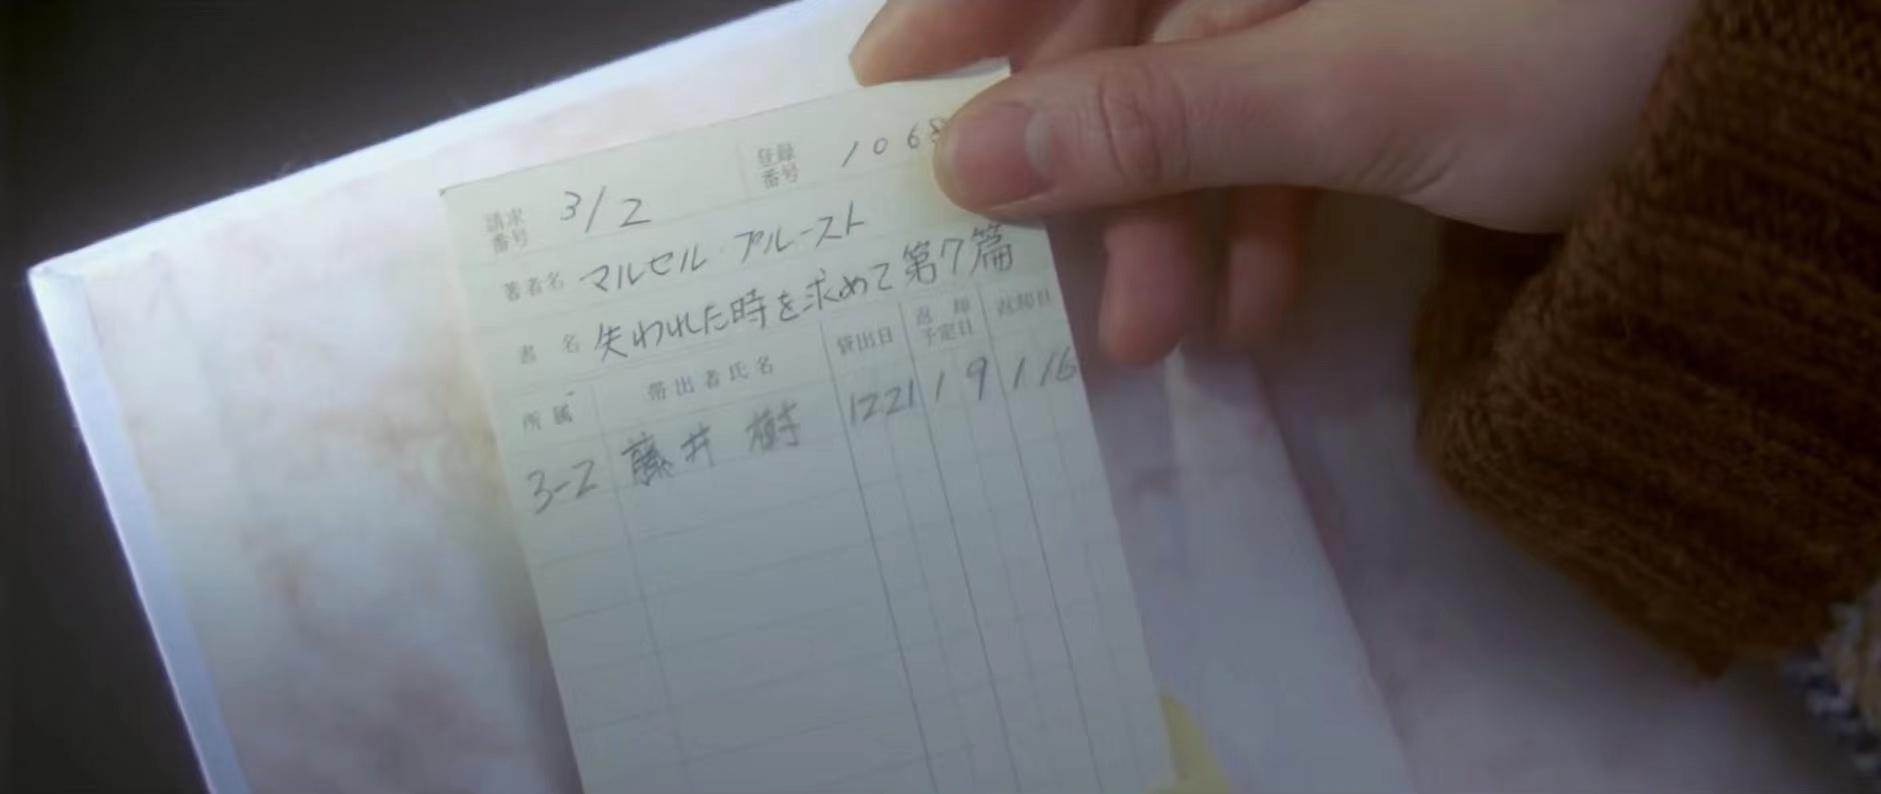 請求番号 3/2 登録番号 1068
著者名 マルセル・プルースト
書名 失われた時を求めて第7篇
所属 帯出者氏名 貸出日 返却予定日 返却日
3-2 藤井 樹 12 21 1 9 1 16